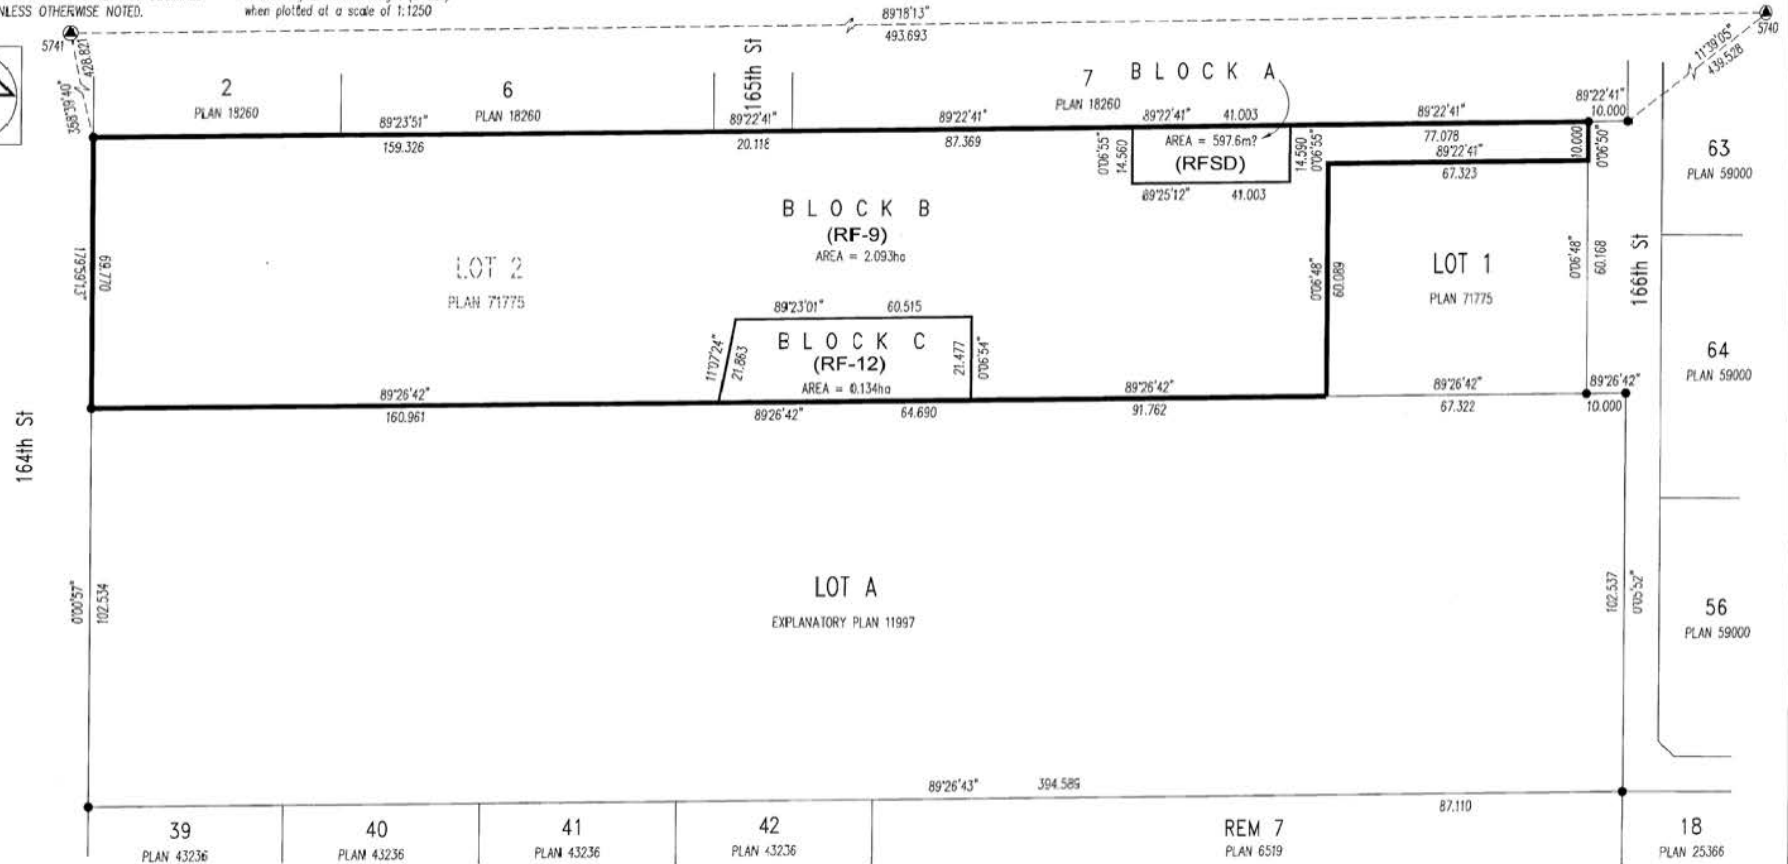 NLESS OTHERWISE NOTED.
when plotted at a scale of 1:1250
89°18'13"
493.693
5741
5740
428.821
358°39'40"
11°39'05"
439.528
2
PLAN 18260
6
PLAN 18260
165th St
7
PLAN 18260
BLOCK A
89°23'51"
159.326
89°22'41"
20.118
89°22'41"
87.369
89°22'41" 41.003
89°22'41"
77.078
89°22'41"
10.000
0°06'55"
14.560
AREA = 597.6m?
(RFSD)
14.590
0°06'55"
89°25'12" 41.003
89°22'41"
67.323
10.000
0°06'50"
63
PLAN 59000
BLOCK B
(RF-9)
AREA = 2.093ha
179°59'13"
69.770
LOT 2
PLAN 71775
0°06'48"
60.089
LOT 1
PLAN 71775
0°06'48"
60.168
166th St
89°23'01" 60.515
11°07'24"
21.863
BLOCK C
(RF-12)
AREA = 0.134ha
21.477
0°06'54"
64
PLAN 59000
89°26'42"
160.961
89°26'42" 64.690
89°26'42"
91.762
89°26'42"
67.322
89°26'42"
10.000
164th St
LOT A
EXPLANATORY PLAN 11997
0°00'57"
102.534
102.537
0°05'52"
56
PLAN 59000
89°26'43" 394.589
87.110
39
PLAN 43236
40
PLAN 43236
41
PLAN 43236
42
PLAN 43236
REM 7
PLAN 6519
18
PLAN 25366